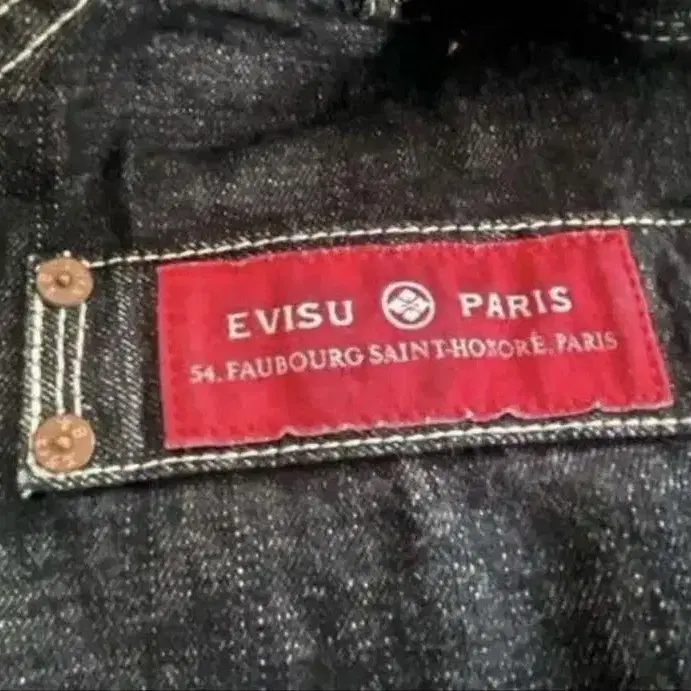 EVISU PARIS
54. FAUBOURG SAINT-HONORÉ. PARIS